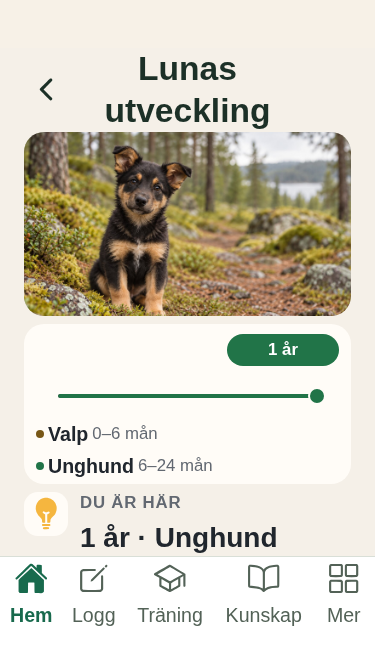 Lunas
utveckling
1 år
Valp 0–6 mån
Unghund 6–24 mån
DU ÄR HÄR
1 år · Unghund
Hem Logg Träning Kunskap Mer